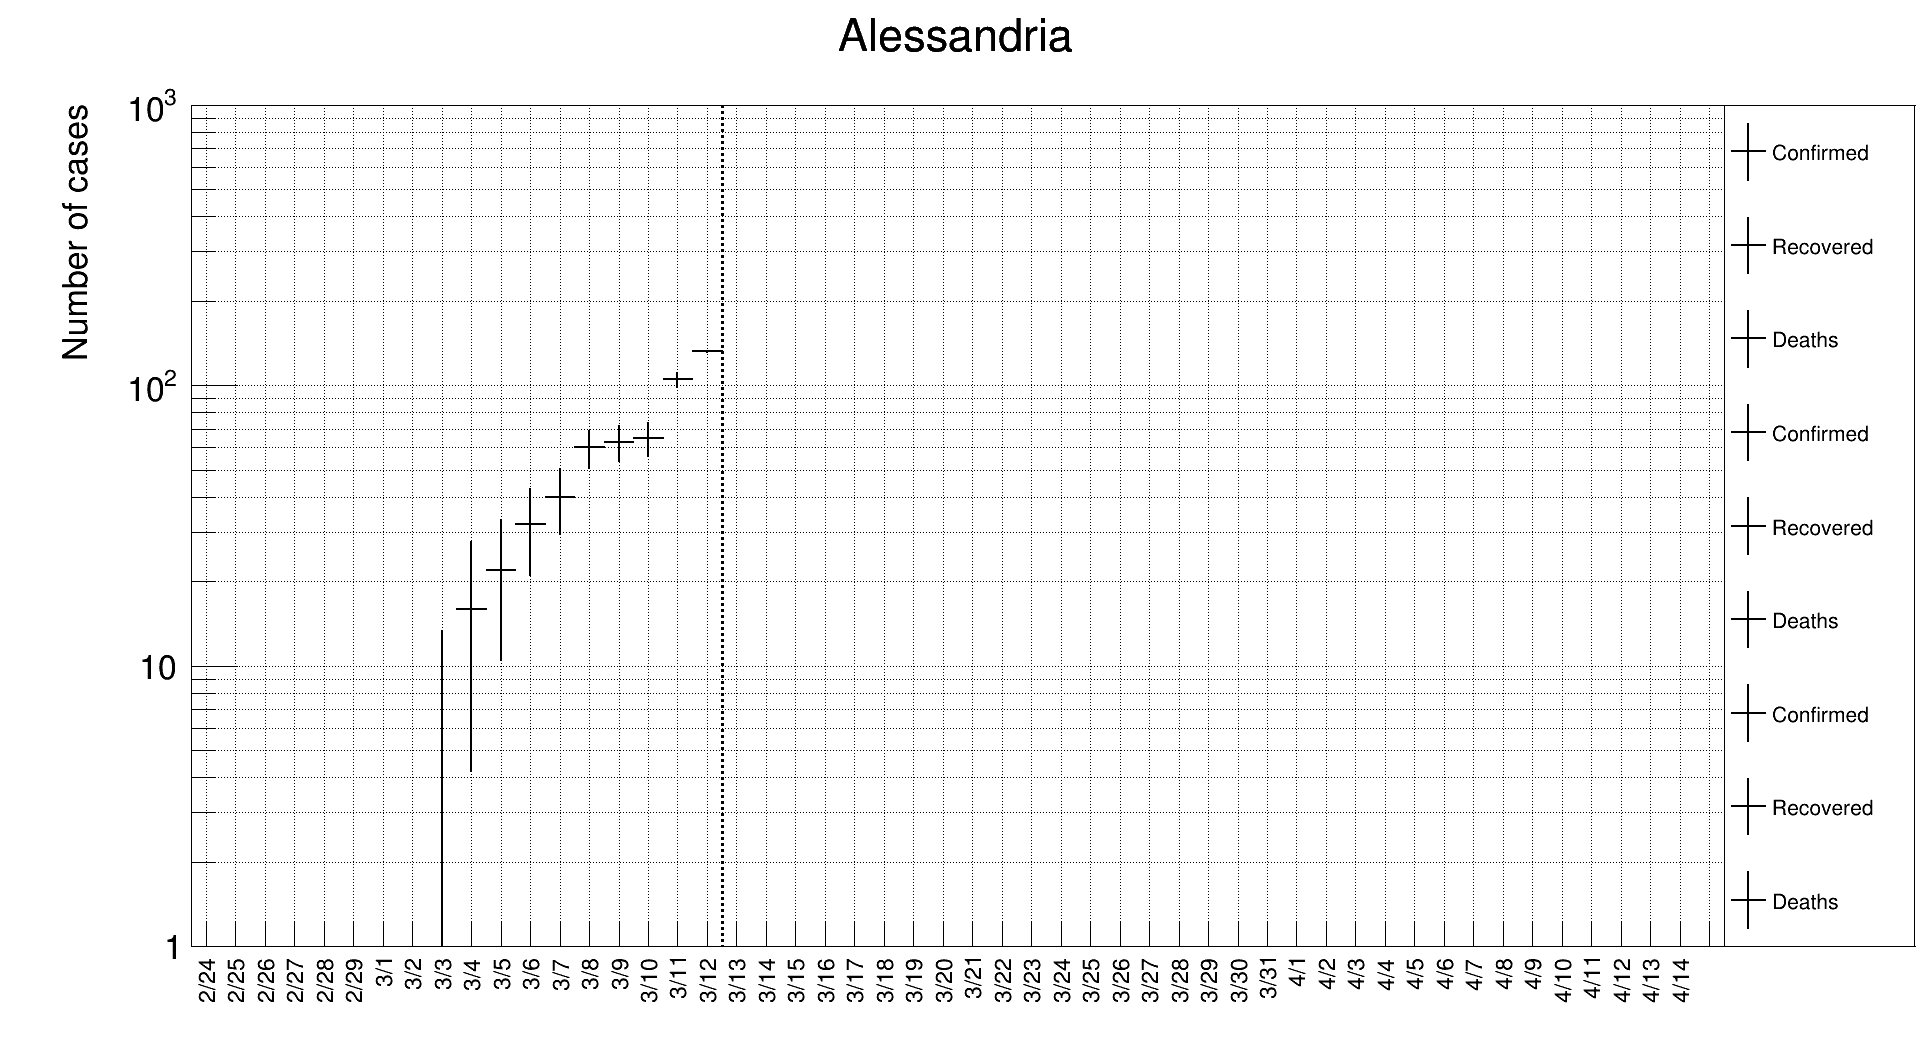 Alessandria
Number of cases
10³
10²
10
1
2/24 2/25 2/26 2/27 2/28 2/29 3/1 3/2 3/3 3/4 3/5 3/6 3/7 3/8 3/9 3/10 3/11 3/12 3/13 3/14 3/15 3/16 3/17 3/18 3/19 3/20 3/21 3/22 3/23 3/24 3/25 3/26 3/27 3/28 3/29 3/30 3/31 4/1 4/2 4/3 4/4 4/5 4/6 4/7 4/8 4/9 4/10 4/11 4/12 4/13 4/14
Confirmed
Recovered
Deaths
Confirmed
Recovered
Deaths
Confirmed
Recovered
Deaths